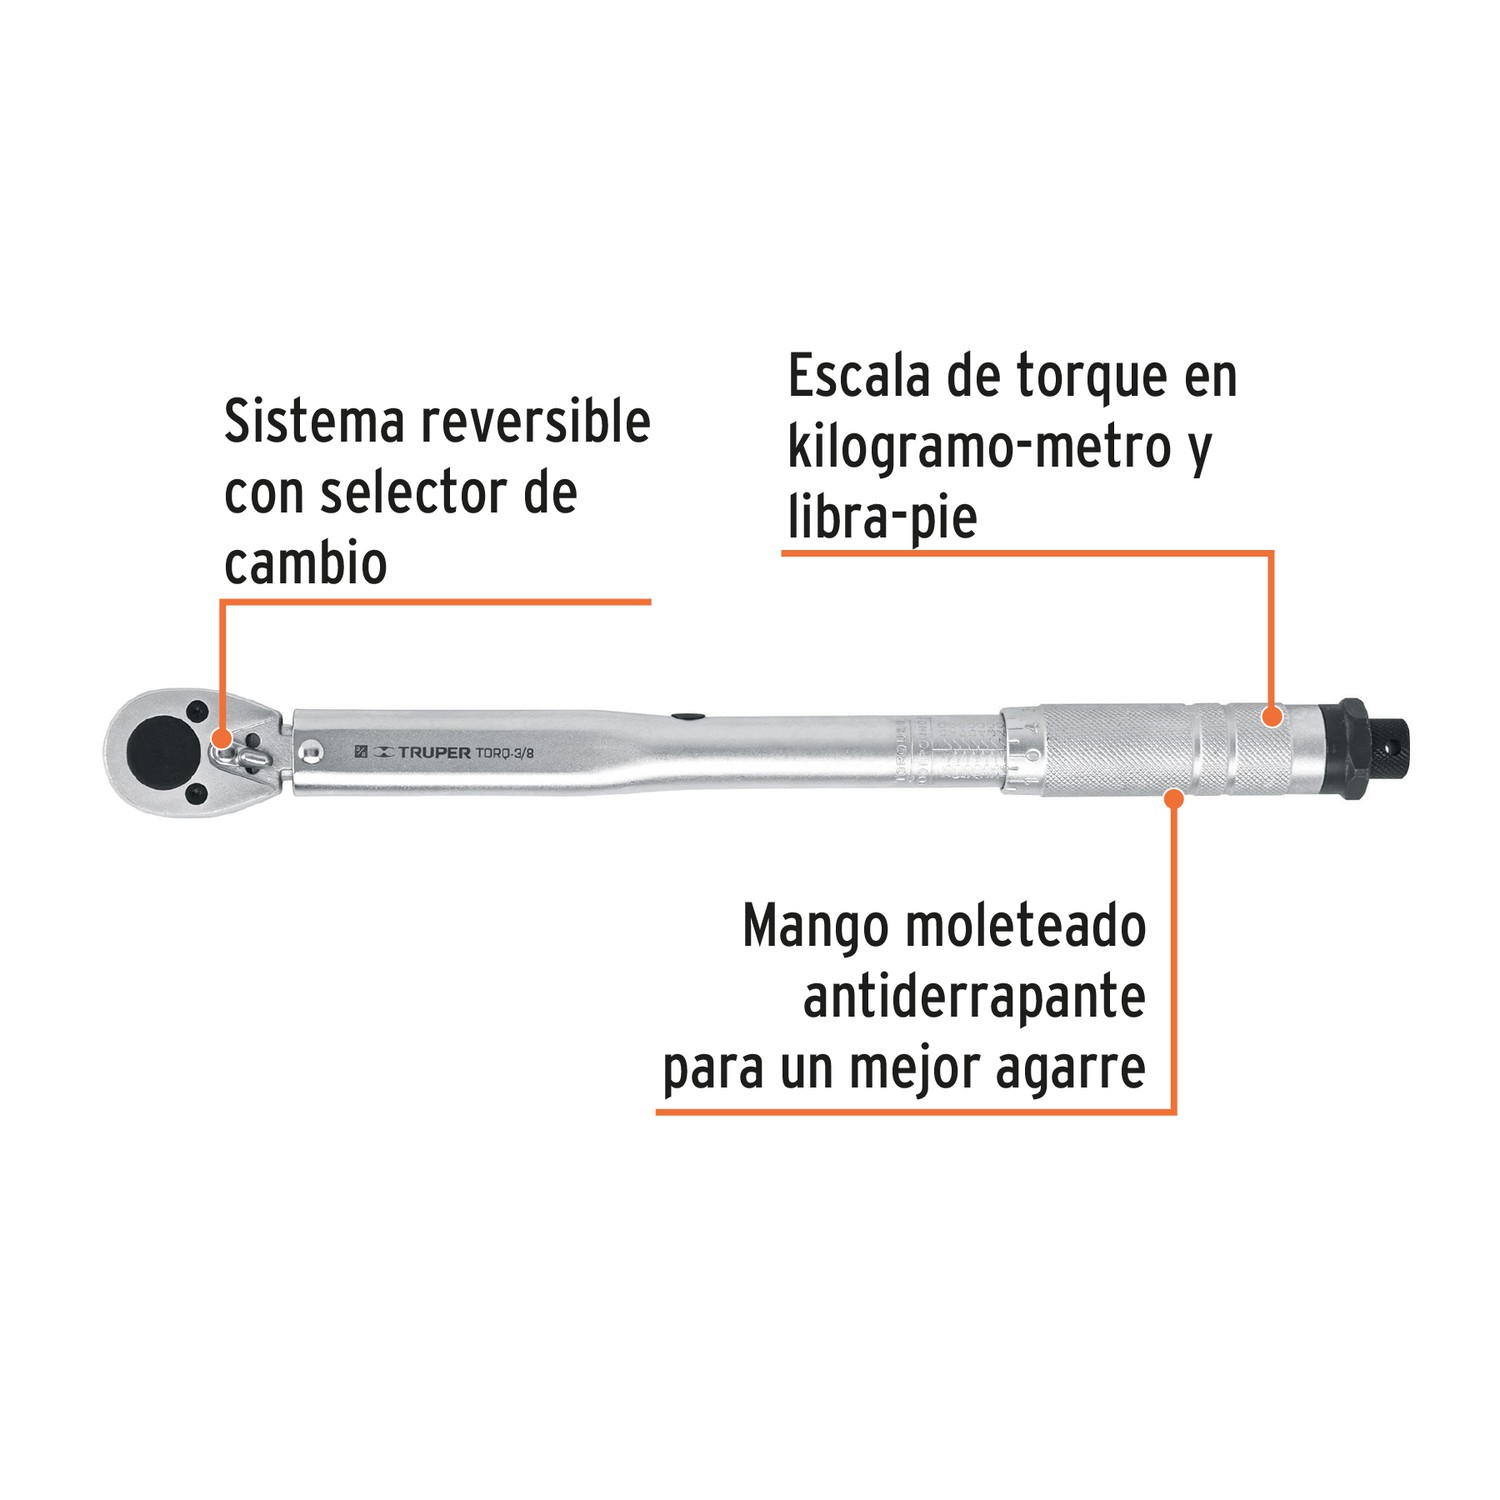 Sistema reversible
con selector de
cambio
Escala de torque en
kilogramo-metro y
libra-pie
TRUPER TORQ-3/8
Mango moleteado
antiderrapante
para un mejor agarre